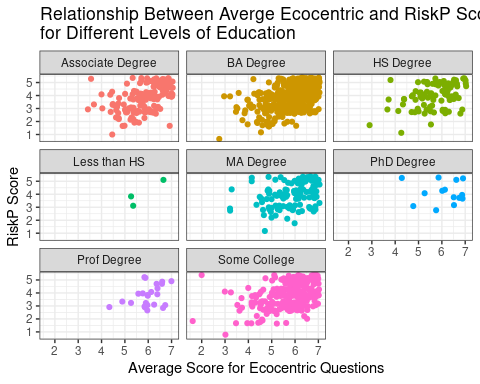 Relationship Between Averge Ecocentric and RiskP Sco
for Different Levels of Education
Associate Degree
BA Degree
HS Degree
5
4
3
2
1
Less than HS
MA Degree
PhD Degree
5
4
3
2
1
2 3 4 5 6 7
Prof Degree
Some College
5
4
3
2
1
2 3 4 5 6 7
2 3 4 5 6 7
RiskP Score
Average Score for Ecocentric Questions